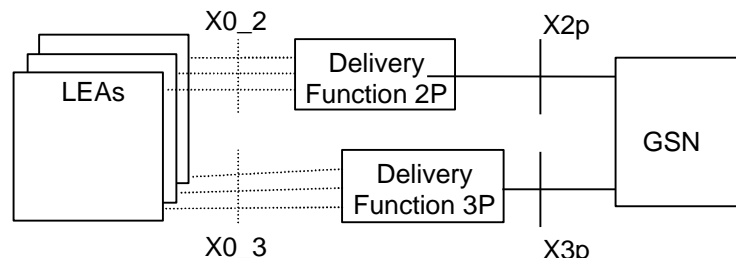 X0_2
X2p
LEAs
Delivery
Function 2P
GSN
Delivery
Function 3P
X0_3
X3p